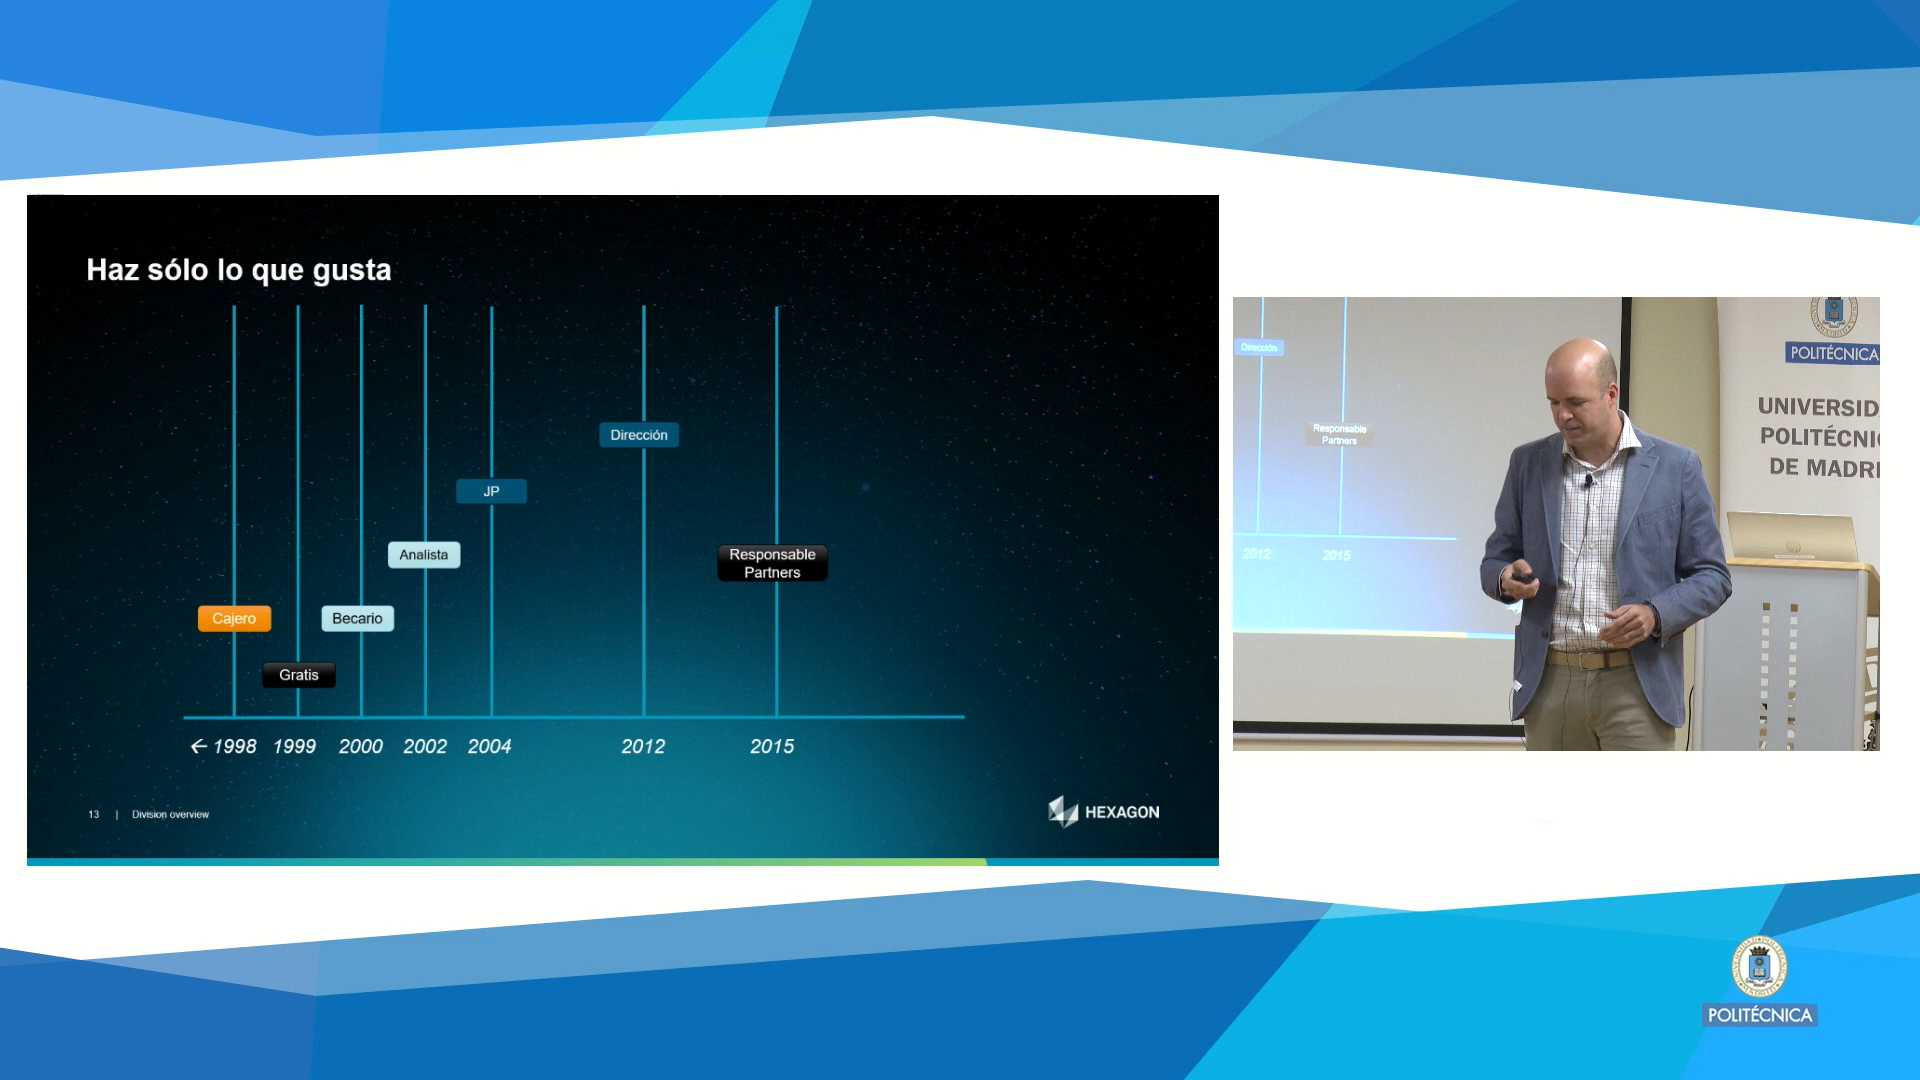 Haz sólo lo que gusta
Dirección
JP
Analista
Responsable
Partners
Cajero
Becario
Gratis
← 1998 1999 2000 2002 2004 2012 2015
13 | Division overview
HEXAGON
Dirección
Responsable
Partners
2012 2015
POLITÉCNICA
UNIVERSID
POLITÉCNI
DE MADRI
POLITÉCNICA